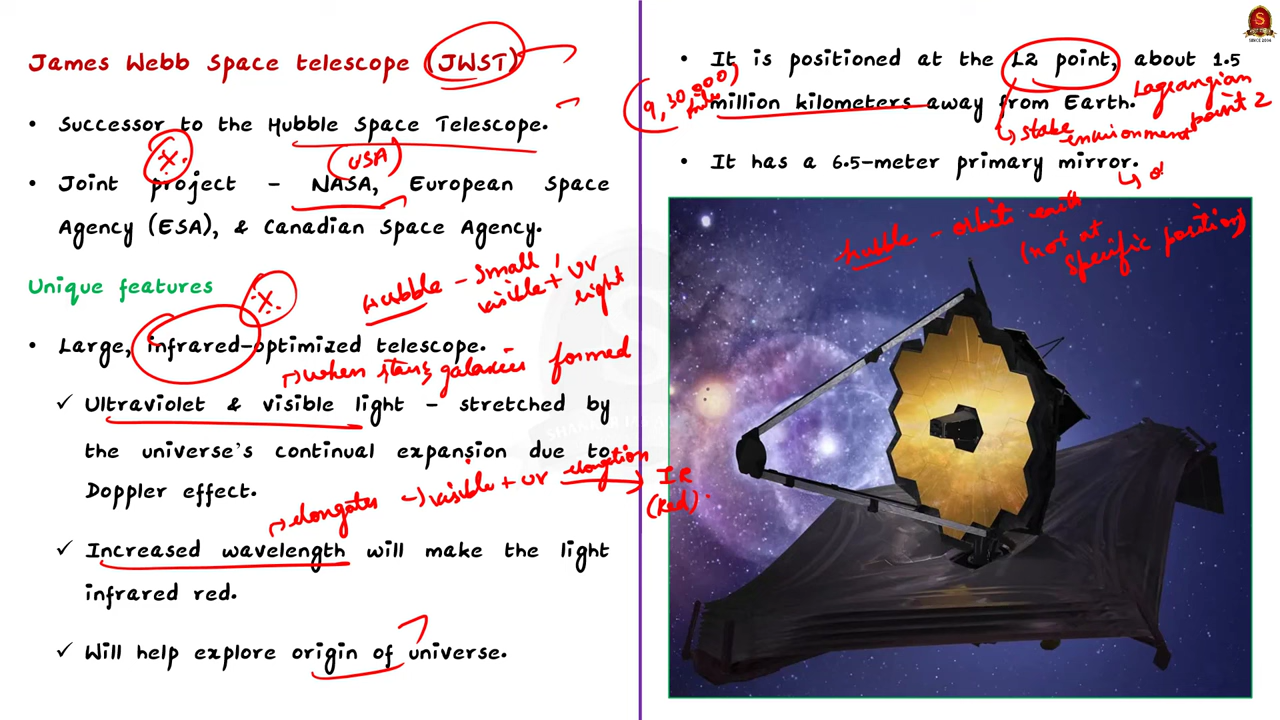 James Webb Space telescope (JWST)
• Successor to the Hubble Space Telescope.
(USA)
• Joint project - NASA, European Space
Agency (ESA), & Canadian Space Agency.
Unique features
Hubble - small,
visible + UV
light
• Large, infrared-optimized telescope.
↳ when stars, galaxies formed
✓ Ultraviolet & visible light - stretched by
the universe's continual expansion due to
Doppler effect.
↳ elongates → visible + UV elongation → IR
(Red)
✓ Increased wavelength will make the light
infrared red.
✓ Will help explore origin of universe.
• It is positioned at the L2 point, about 1.5
million kilometers away from Earth.
(9,30,000)
Lagrangian
point 2
environment
• It has a 6.5-meter primary mirror.
hubble - orbits earth
(not at
specific position)
S
SINCE 2004